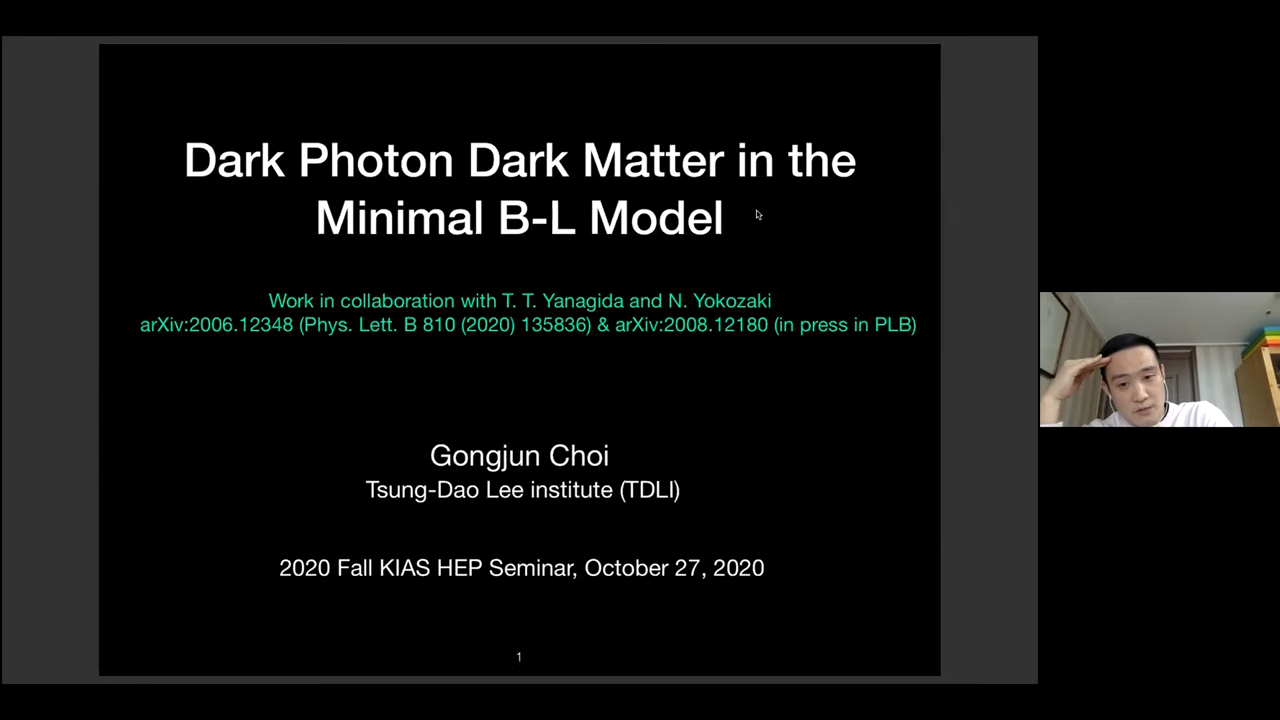 Dark Photon Dark Matter in the
Minimal B-L Model
Work in collaboration with T. T. Yanagida and N. Yokozaki
arXiv:2006.12348 (Phys. Lett. B 810 (2020) 135836) & arXiv:2008.12180 (in press in PLB)
Gongjun Choi
Tsung-Dao Lee institute (TDLI)
2020 Fall KIAS HEP Seminar, October 27, 2020
1